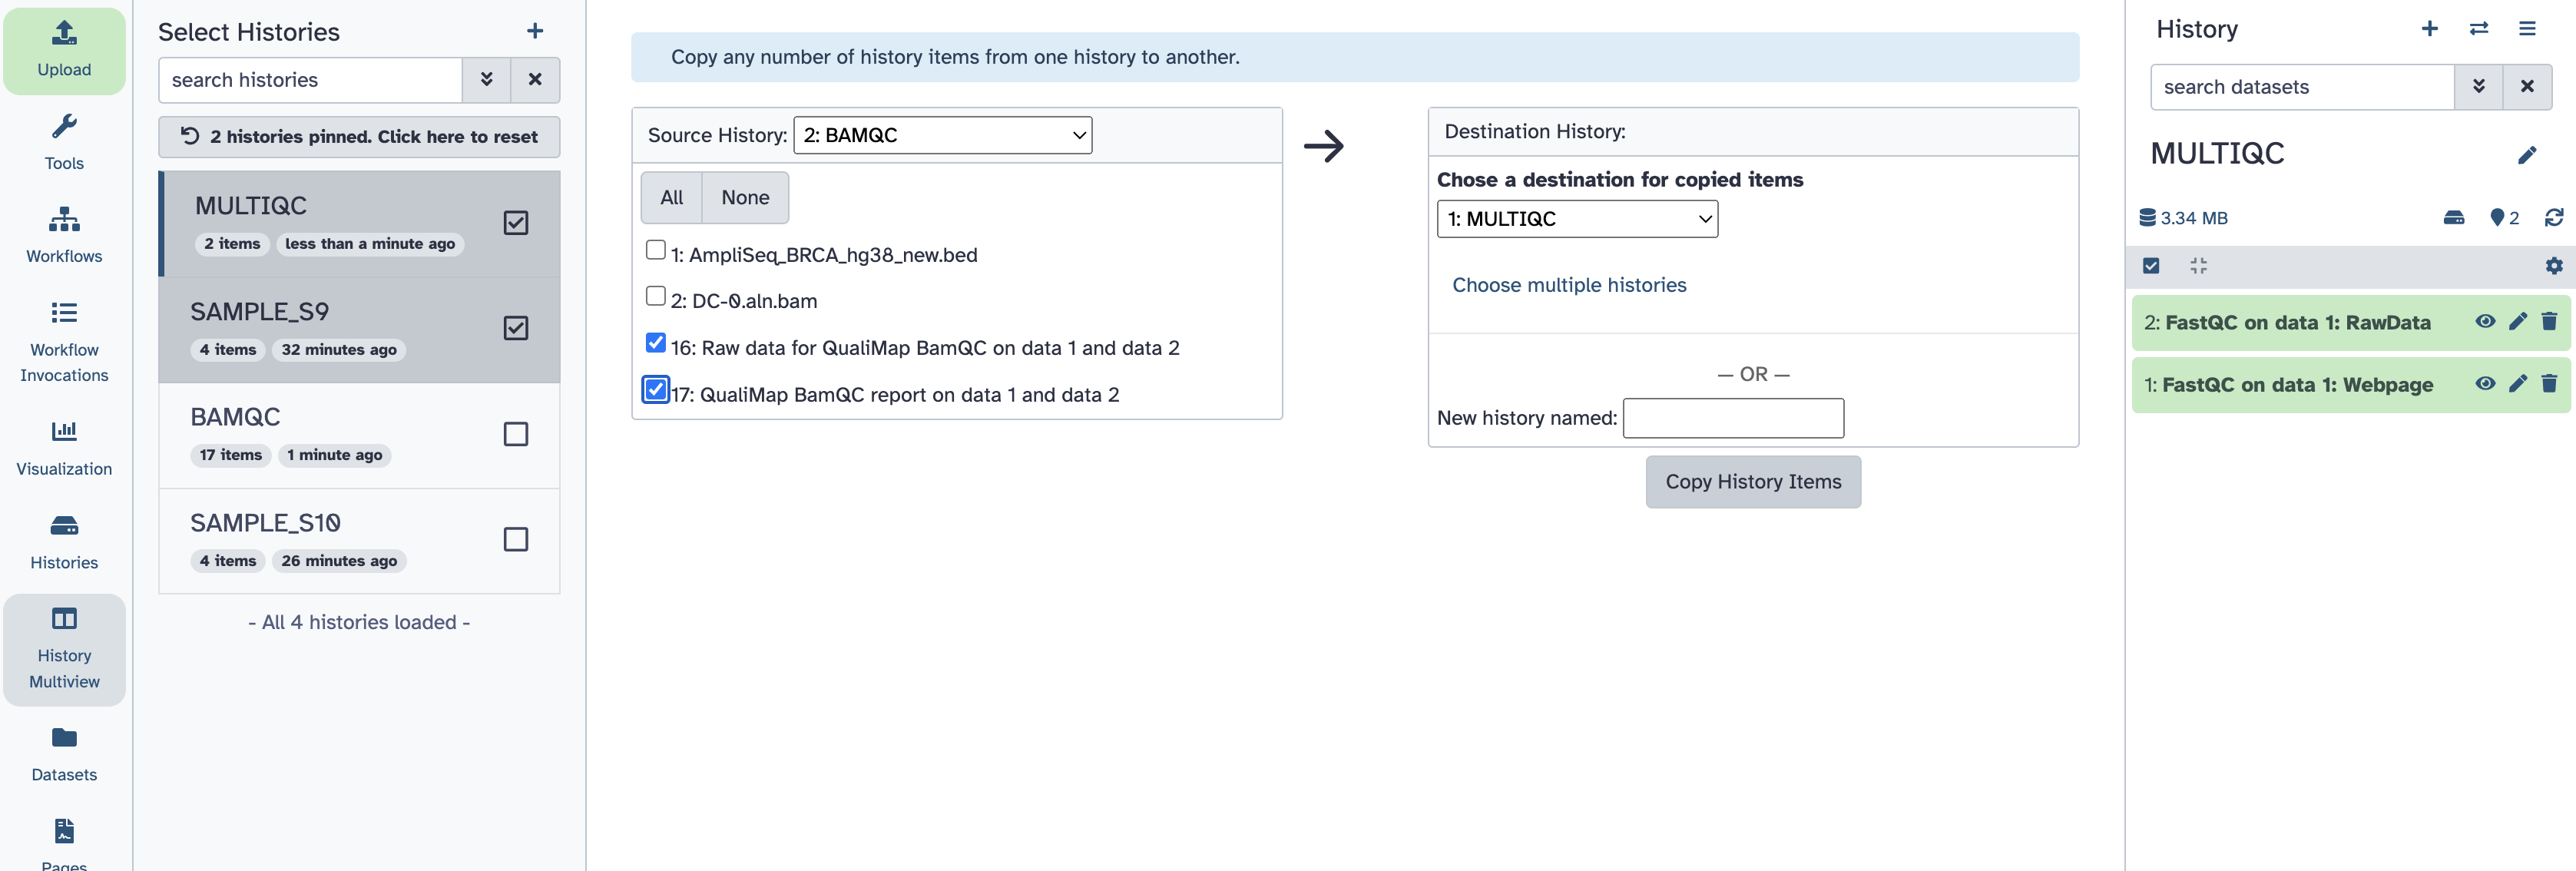 Upload
Tools
Workflows
Workflow
Invocations
Visualization
Histories
History
Multiview
Datasets
Pages
Select Histories
search histories
2 histories pinned. Click here to reset
MULTIQC
2 items less than a minute ago
SAMPLE_S9
4 items 32 minutes ago
BAMQC
17 items 1 minute ago
SAMPLE_S10
4 items 26 minutes ago
- All 4 histories loaded -
Copy any number of history items from one history to another.
Source History: 2: BAMQC
All None
1: AmpliSeq_BRCA_hg38_new.bed
2: DC-0.aln.bam
16: Raw data for QualiMap BamQC on data 1 and data 2
17: QualiMap BamQC report on data 1 and data 2
Destination History:
Chose a destination for copied items
1: MULTIQC
Choose multiple histories
— OR —
New history named:
Copy History Items
History
search datasets
MULTIQC
3.34 MB 2
2: FastQC on data 1: RawData
1: FastQC on data 1: Webpage